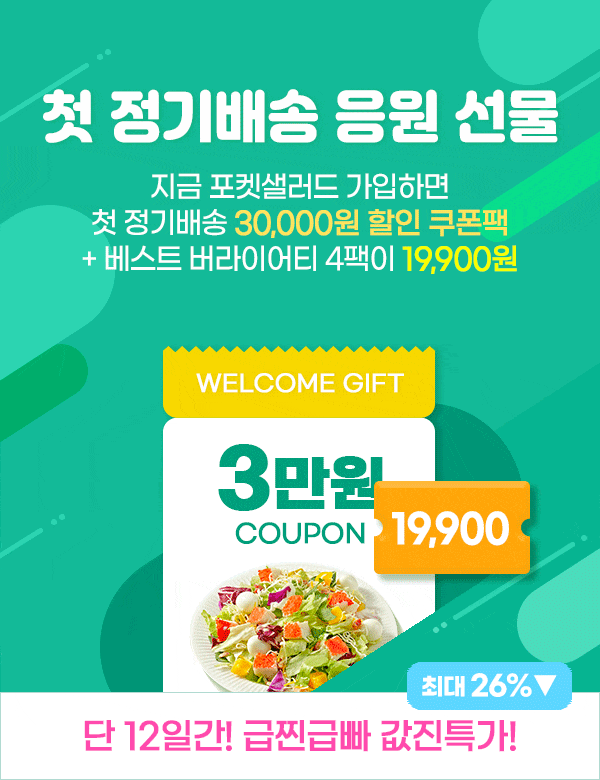 첫 정기배송 응원 선물
지금 포켓샐러드 가입하면
첫 정기배송 30,000원 할인 쿠폰팩
+ 베스트 버라이어티 4팩이 19,900원
WELCOME GIFT
3만원
COUPON
19,900
최대 26%▼
단 12일간! 급찐급빠 값진특가!